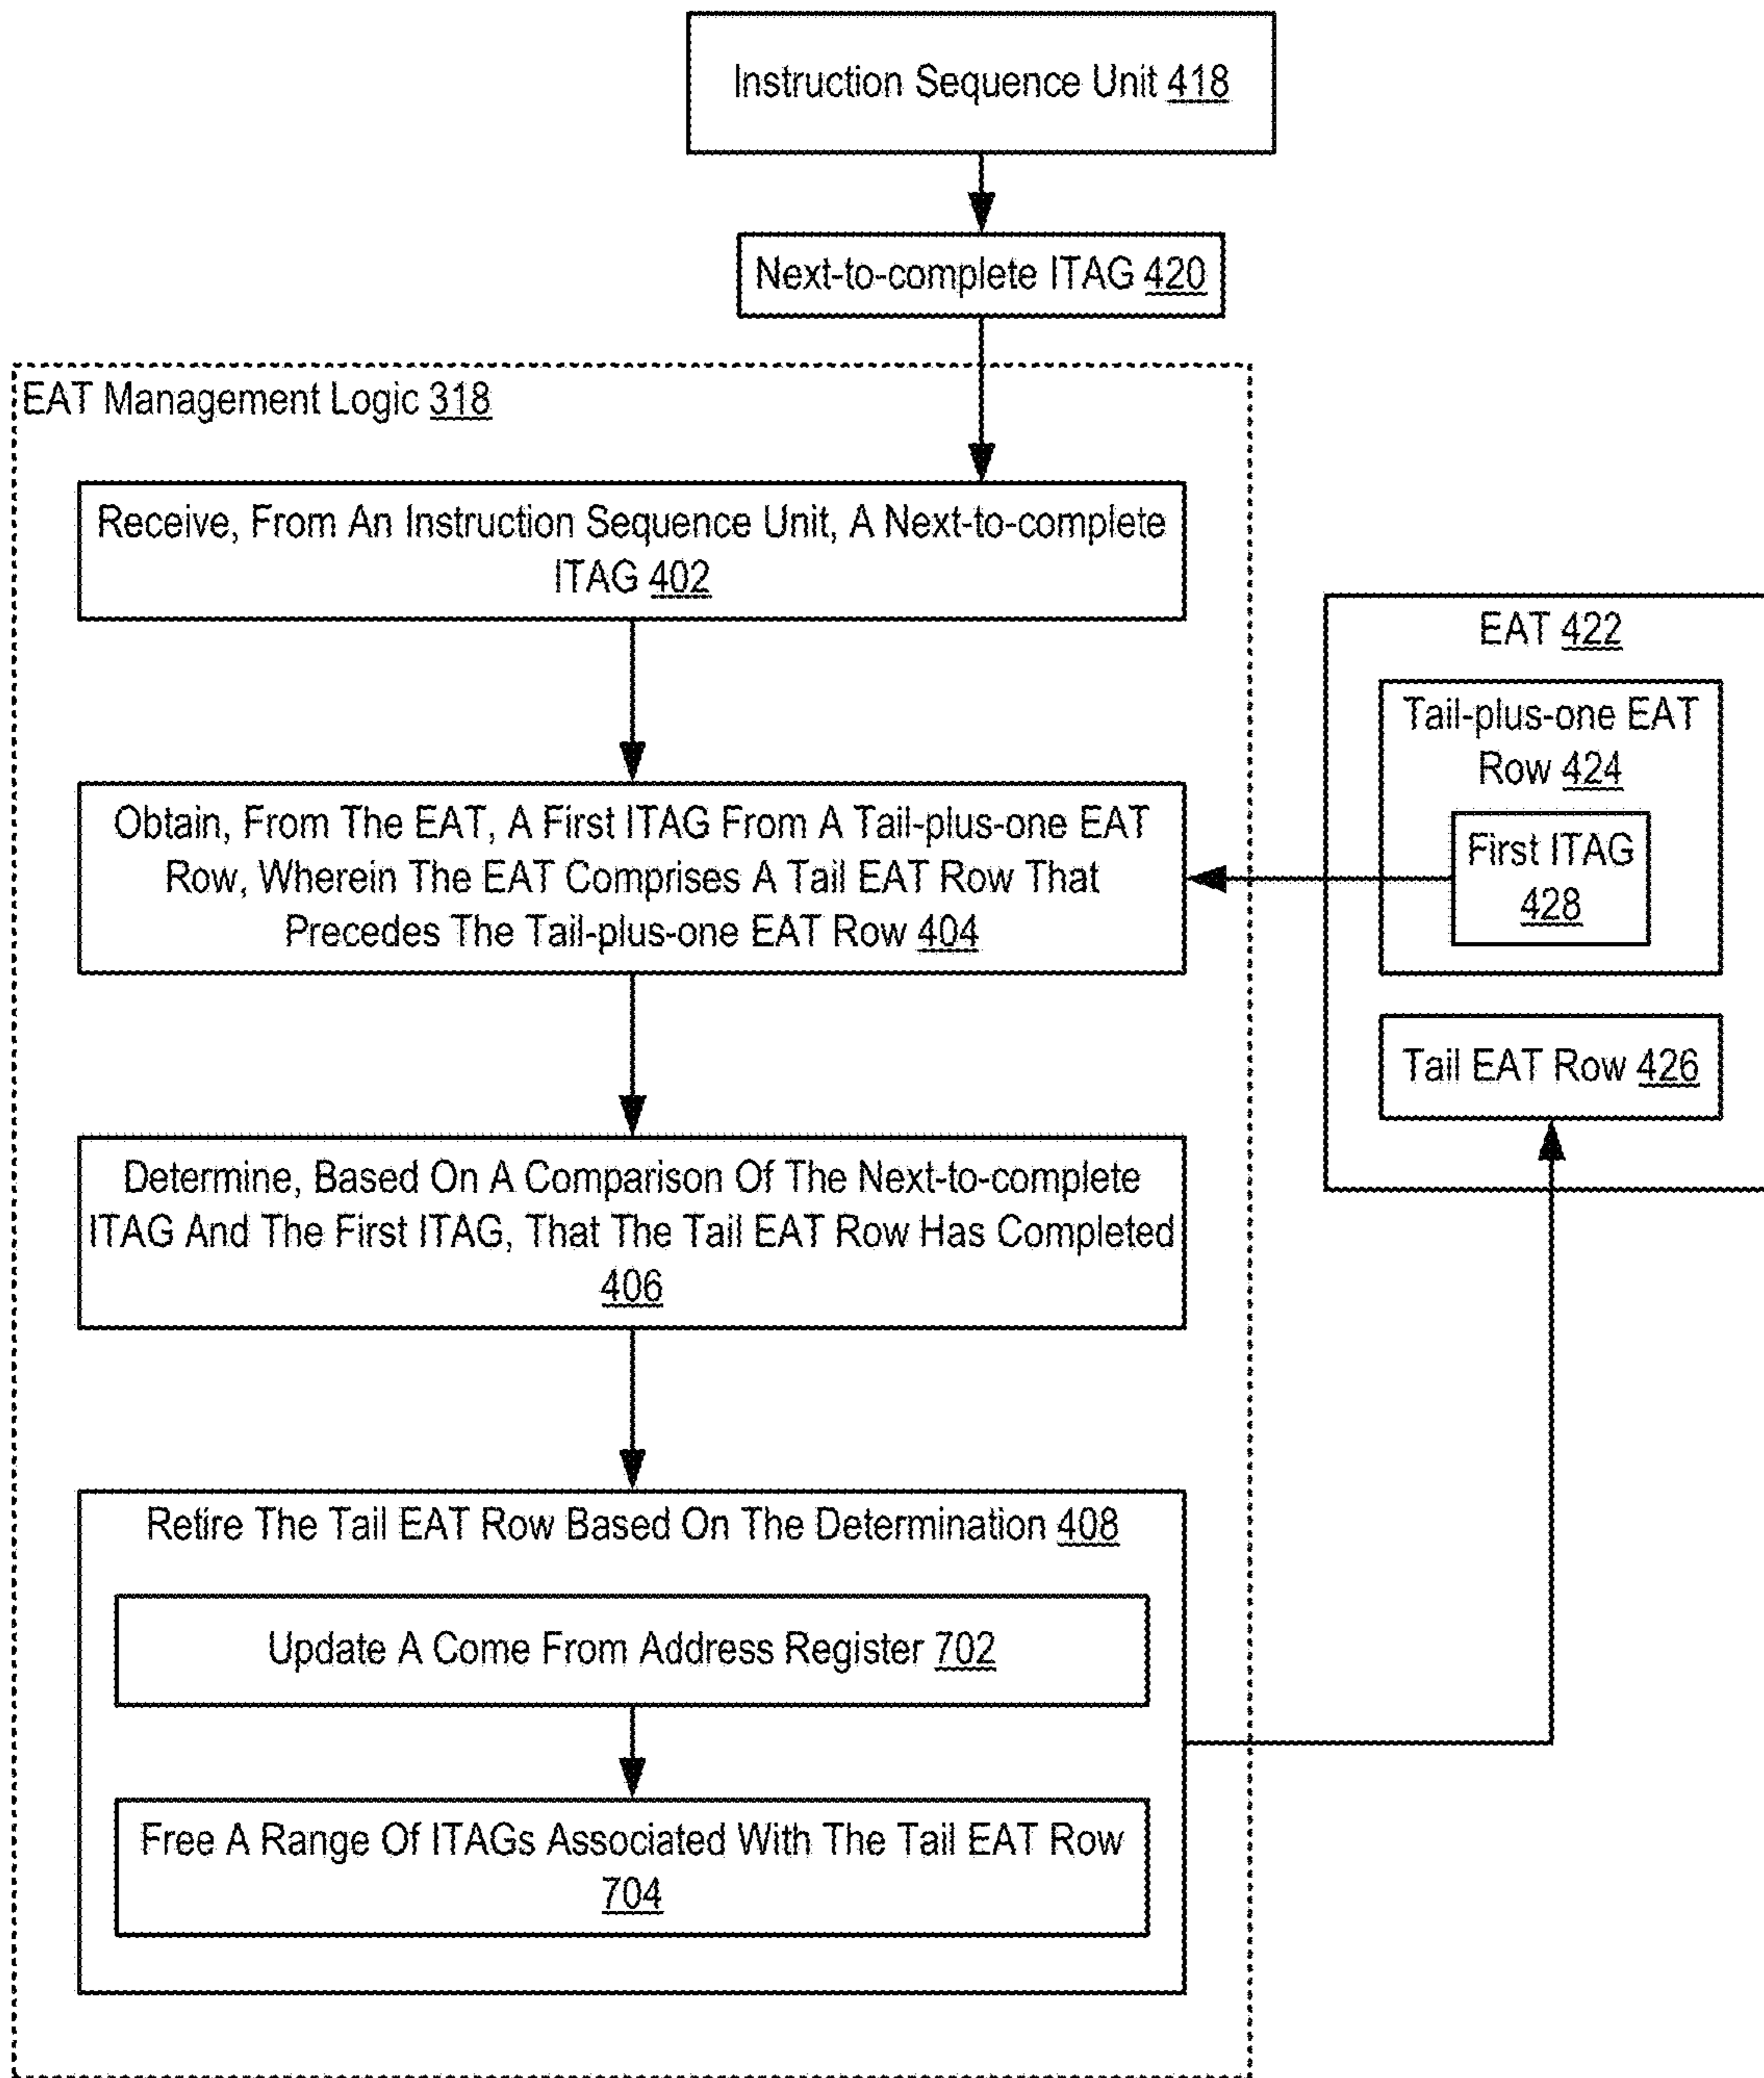 Instruction Sequence Unit 418
Next-to-complete ITAG 420
EAT Management Logic 318
Receive, From An Instruction Sequence Unit, A Next-to-complete
ITAG 402
Obtain, From The EAT, A First ITAG From A Tail-plus-one EAT
Row, Wherein The EAT Comprises A Tail EAT Row That
Precedes The Tail-plus-one EAT Row 404
Determine, Based On A Comparison Of The Next-to-complete
ITAG And The First ITAG, That The Tail EAT Row Has Completed
406
Retire The Tail EAT Row Based On The Determination 408
Update A Come From Address Register 702
Free A Range Of ITAGs Associated With The Tail EAT Row
704
EAT 422
Tail-plus-one EAT
Row 424
First ITAG
428
Tail EAT Row 426